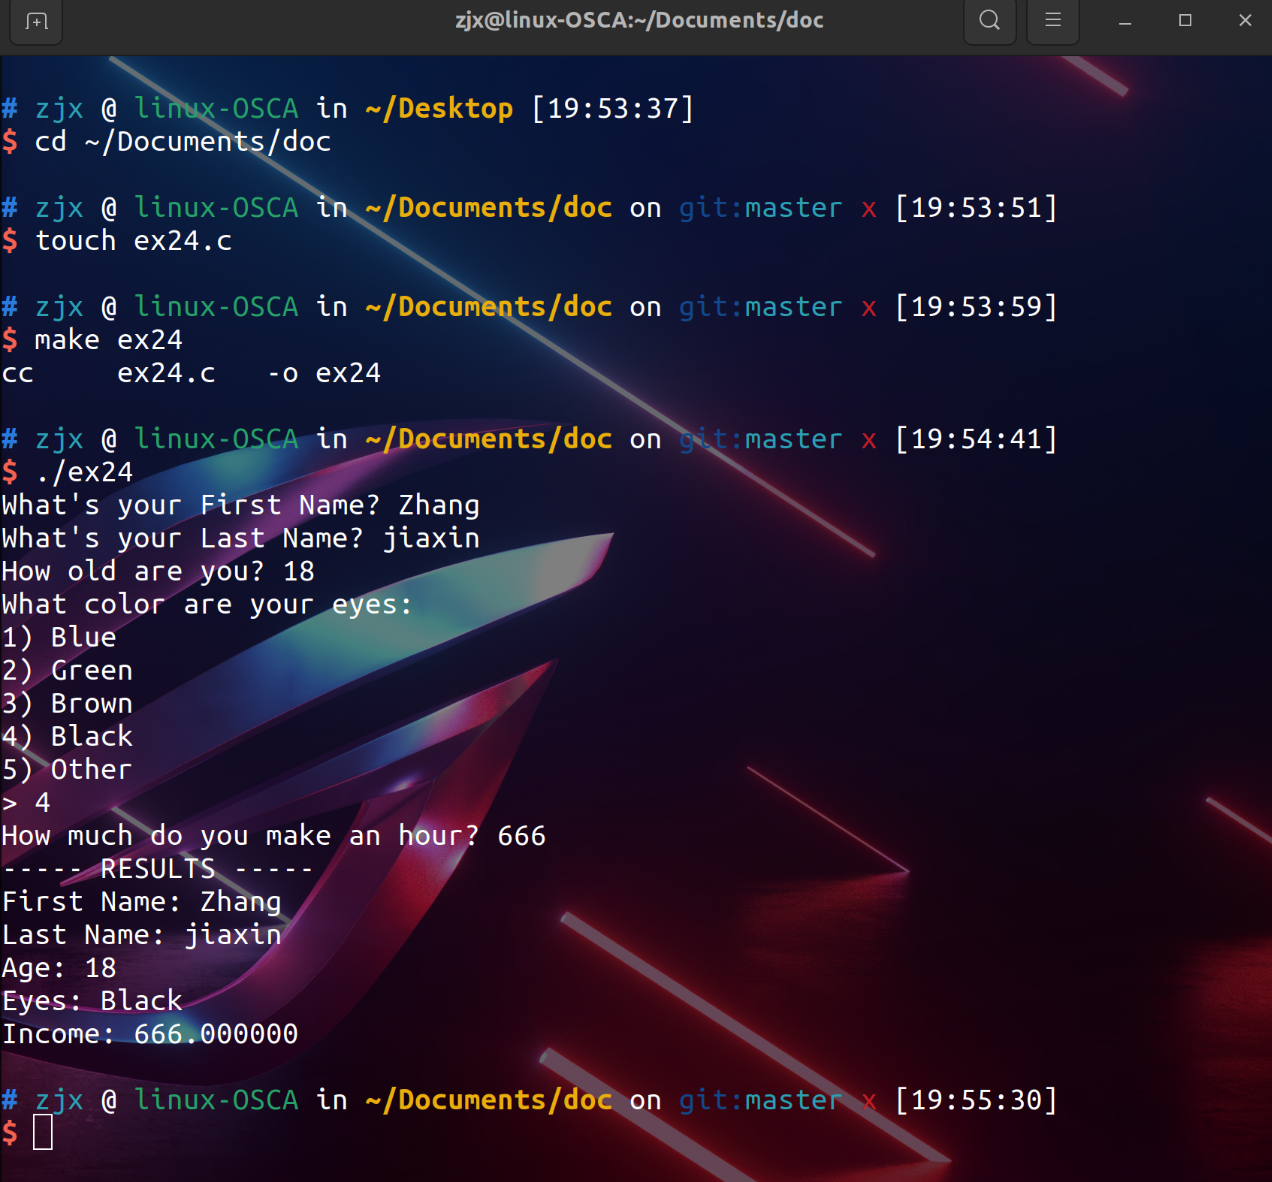 zjx@linux-OSCA:~/Documents/doc
# zjx @ linux-OSCA in ~/Desktop [19:53:37]
$ cd ~/Documents/doc
# zjx @ linux-OSCA in ~/Documents/doc on git:master x [19:53:51]
$ touch ex24.c
# zjx @ linux-OSCA in ~/Documents/doc on git:master x [19:53:59]
$ make ex24
cc     ex24.c   -o ex24
# zjx @ linux-OSCA in ~/Documents/doc on git:master x [19:54:41]
$ ./ex24
What's your First Name? Zhang
What's your Last Name? jiaxin
How old are you? 18
What color are your eyes:
1) Blue
2) Green
3) Brown
4) Black
5) Other
> 4
How much do you make an hour? 666
----- RESULTS -----
First Name: Zhang
Last Name: jiaxin
Age: 18
Eyes: Black
Income: 666.000000
# zjx @ linux-OSCA in ~/Documents/doc on git:master x [19:55:30]
$